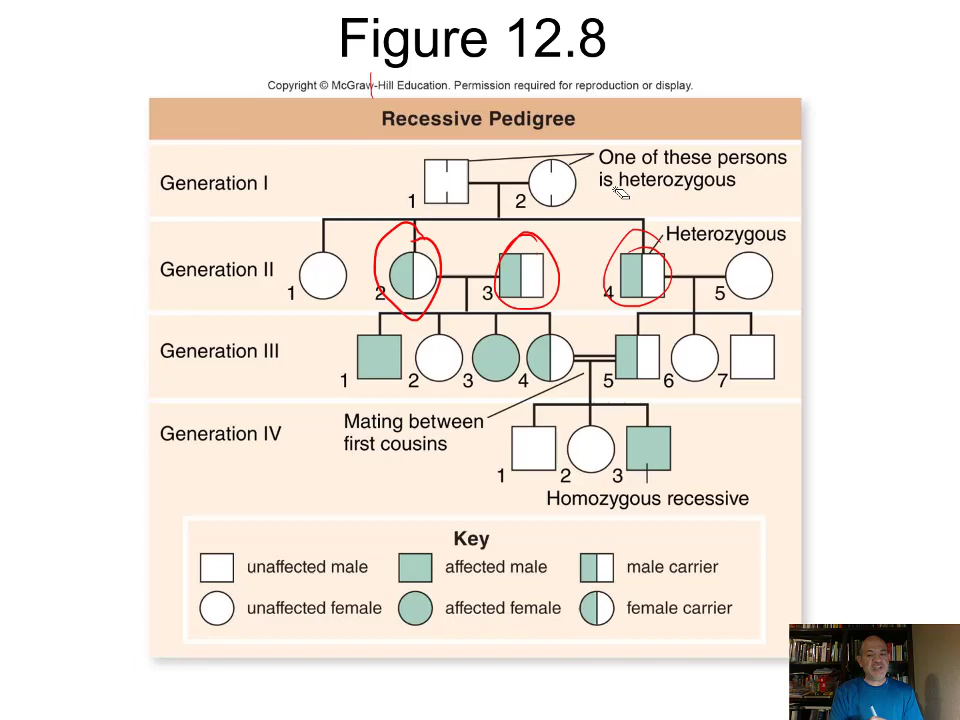 Figure 12.8
Copyright © McGraw-Hill Education. Permission required for reproduction or display.
Recessive Pedigree
One of these persons
is heterozygous
Generation I
1
2
Heterozygous
Generation II
1
2
3
4
5
Generation III
1
2
3
4
5
6
7
Mating between
first cousins
Generation IV
1
2
3
Homozygous recessive
Key
unaffected male
affected male
male carrier
unaffected female
affected female
female carrier